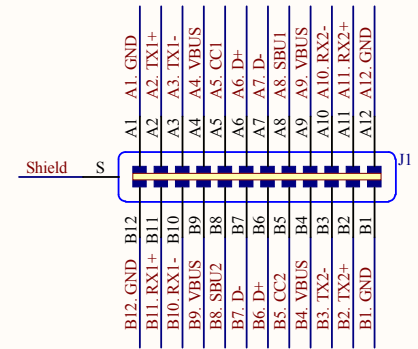 A1. GND
A2. TX1+
A3. TX1-
A4. VBUS
A5. CC1
A6. D+
A7. D-
A8. SBU1
A9. VBUS
A10. RX2-
A11. RX2+
A12. GND
A1
A2
A3
A4
A5
A6
A7
A8
A9
A10
A11
A12
Shield
S
J1
B12
B11
B10
B9
B8
B7
B6
B5
B4
B3
B2
B1
B12. GND
B11. RX1+
B10. RX1-
B9. VBUS
B8. SBU2
B7. D-
B6. D+
B5. CC2
B4. VBUS
B3. TX2-
B2. TX2+
B1. GND